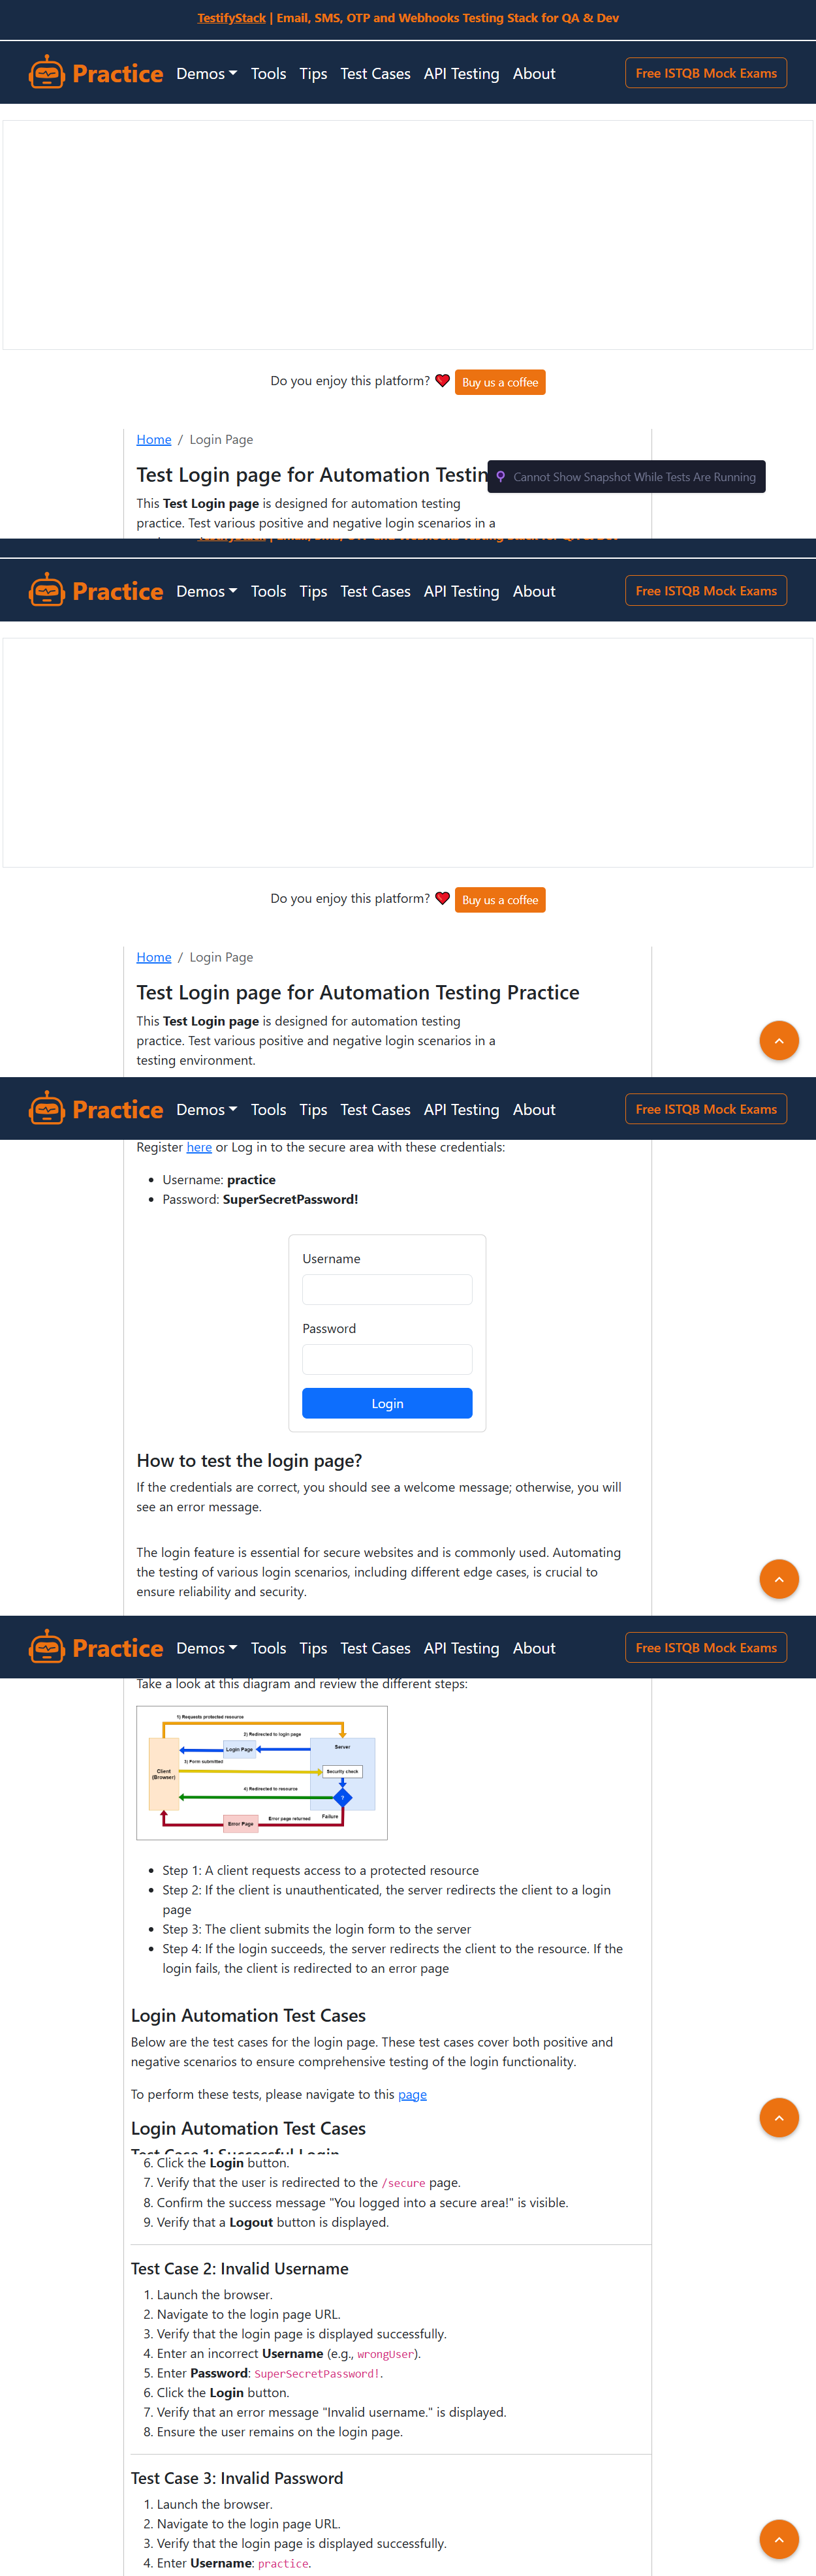 TestifyStack | Email, SMS, OTP and Webhooks Testing Stack for QA & Dev
Practice Demos Tools Tips Test Cases API Testing About Free ISTQB Mock Exams
Do you enjoy this platform? Buy us a coffee
Home / Login Page
Test Login page for Automation Testin
Cannot Show Snapshot While Tests Are Running
This Test Login page is designed for automation testing
practice. Test various positive and negative login scenarios in a
Practice Demos Tools Tips Test Cases API Testing About Free ISTQB Mock Exams
Do you enjoy this platform? Buy us a coffee
Home / Login Page
Test Login page for Automation Testing Practice
This Test Login page is designed for automation testing
practice. Test various positive and negative login scenarios in a
testing environment.
Practice Demos Tools Tips Test Cases API Testing About Free ISTQB Mock Exams
Register here or Log in to the secure area with these credentials:
• Username: practice
• Password: SuperSecretPassword!
Username
Password
Login
How to test the login page?
If the credentials are correct, you should see a welcome message; otherwise, you will
see an error message.
The login feature is essential for secure websites and is commonly used. Automating
the testing of various login scenarios, including different edge cases, is crucial to
ensure reliability and security.
Practice Demos Tools Tips Test Cases API Testing About Free ISTQB Mock Exams
Take a look at this diagram and review the different steps:
1) Requests protected resource
2) Redirected to login page
Server
Login Page
3) Form submitted
Client
(Browser)
Security check
4) Redirected to resource
?
Failure
Error page returned
Error Page
• Step 1: A client requests access to a protected resource
• Step 2: If the client is unauthenticated, the server redirects the client to a login
page
• Step 3: The client submits the login form to the server
• Step 4: If the login succeeds, the server redirects the client to the resource. If the
login fails, the client is redirected to an error page
Login Automation Test Cases
Below are the test cases for the login page. These test cases cover both positive and
negative scenarios to ensure comprehensive testing of the login functionality.
To perform these tests, please navigate to this page
Login Automation Test Cases
Test Case 1: Successful Login
6. Click the Login button.
7. Verify that the user is redirected to the /secure page.
8. Confirm the success message "You logged into a secure area!" is visible.
9. Verify that a Logout button is displayed.
Test Case 2: Invalid Username
1. Launch the browser.
2. Navigate to the login page URL.
3. Verify that the login page is displayed successfully.
4. Enter an incorrect Username (e.g., wrongUser).
5. Enter Password: SuperSecretPassword!.
6. Click the Login button.
7. Verify that an error message "Invalid username." is displayed.
8. Ensure the user remains on the login page.
Test Case 3: Invalid Password
1. Launch the browser.
2. Navigate to the login page URL.
3. Verify that the login page is displayed successfully.
4. Enter Username: practice.